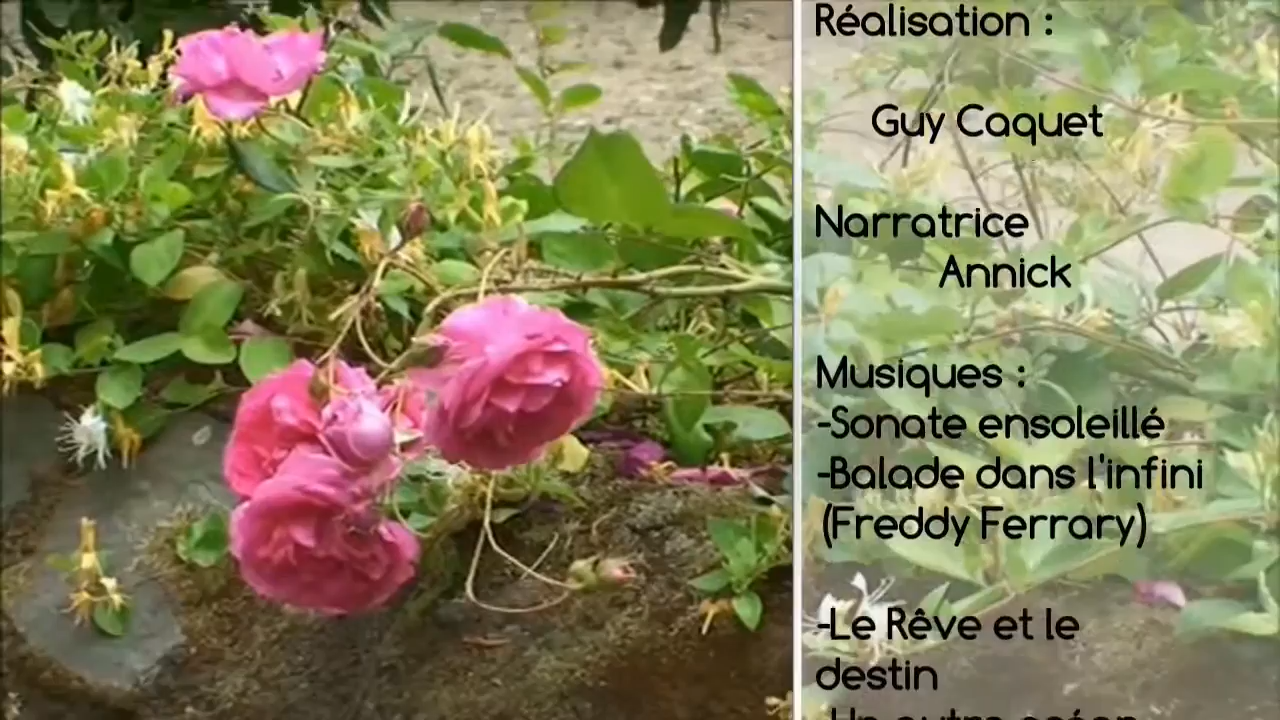 Réalisation :
Guy Caquet
Narratrice
Annick
Musiques :
-Sonate ensoleillé
-Balade dans l'infini
(Freddy Ferrary)
-Le Rêve et le
destin